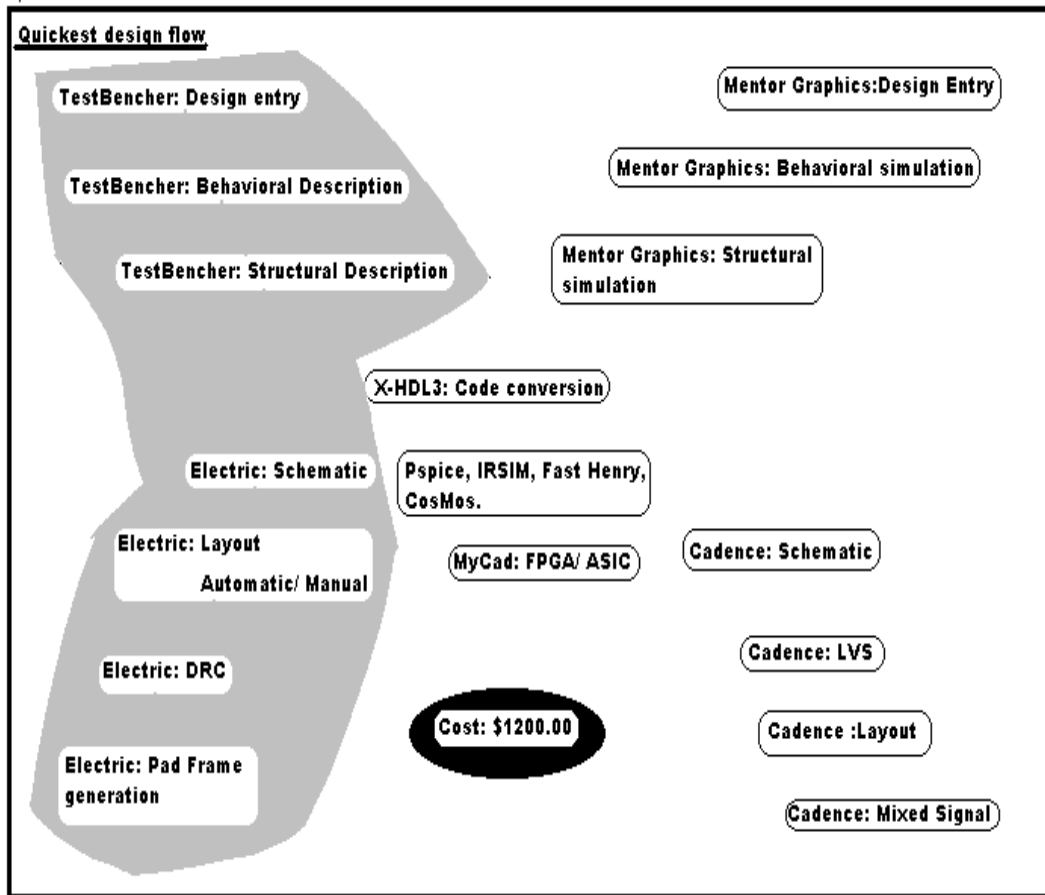 Quickest design flow
TestBencher: Design entry
Mentor Graphics:Design Entry
TestBencher: Behavioral Description
Mentor Graphics: Behavioral simulation
TestBencher: Structural Description
Mentor Graphics: Structural
simulation
X-HDL3: Code conversion
Electric: Schematic
Pspice, IRSIM, Fast Henry,
CosMos.
Electric: Layout
Automatic/ Manual
MyCad: FPGA/ ASIC
Cadence: Schematic
Electric: DRC
Cadence: LVS
Cost: $1200.00
Cadence :Layout
Electric: Pad Frame
generation
Cadence: Mixed Signal